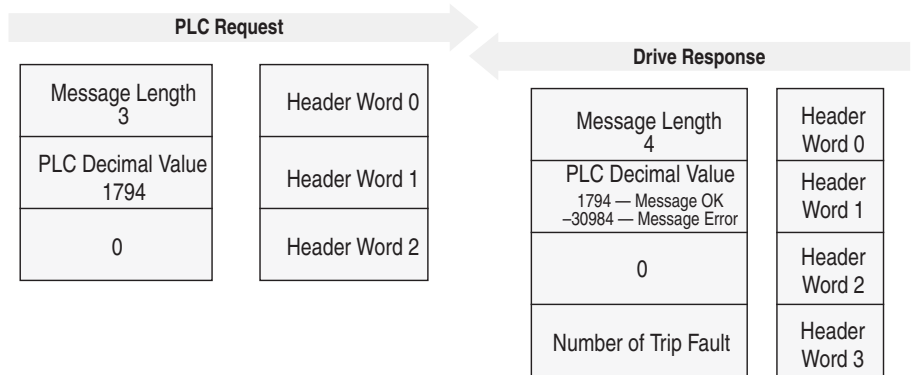 PLC Request
Message Length
3
Header Word 0
PLC Decimal Value
1794
Header Word 1
0
Header Word 2
Drive Response
Message Length
4
Header
Word 0
PLC Decimal Value
1794 — Message OK
–30984 — Message Error
Header
Word 1
0
Header
Word 2
Number of Trip Fault
Header
Word 3